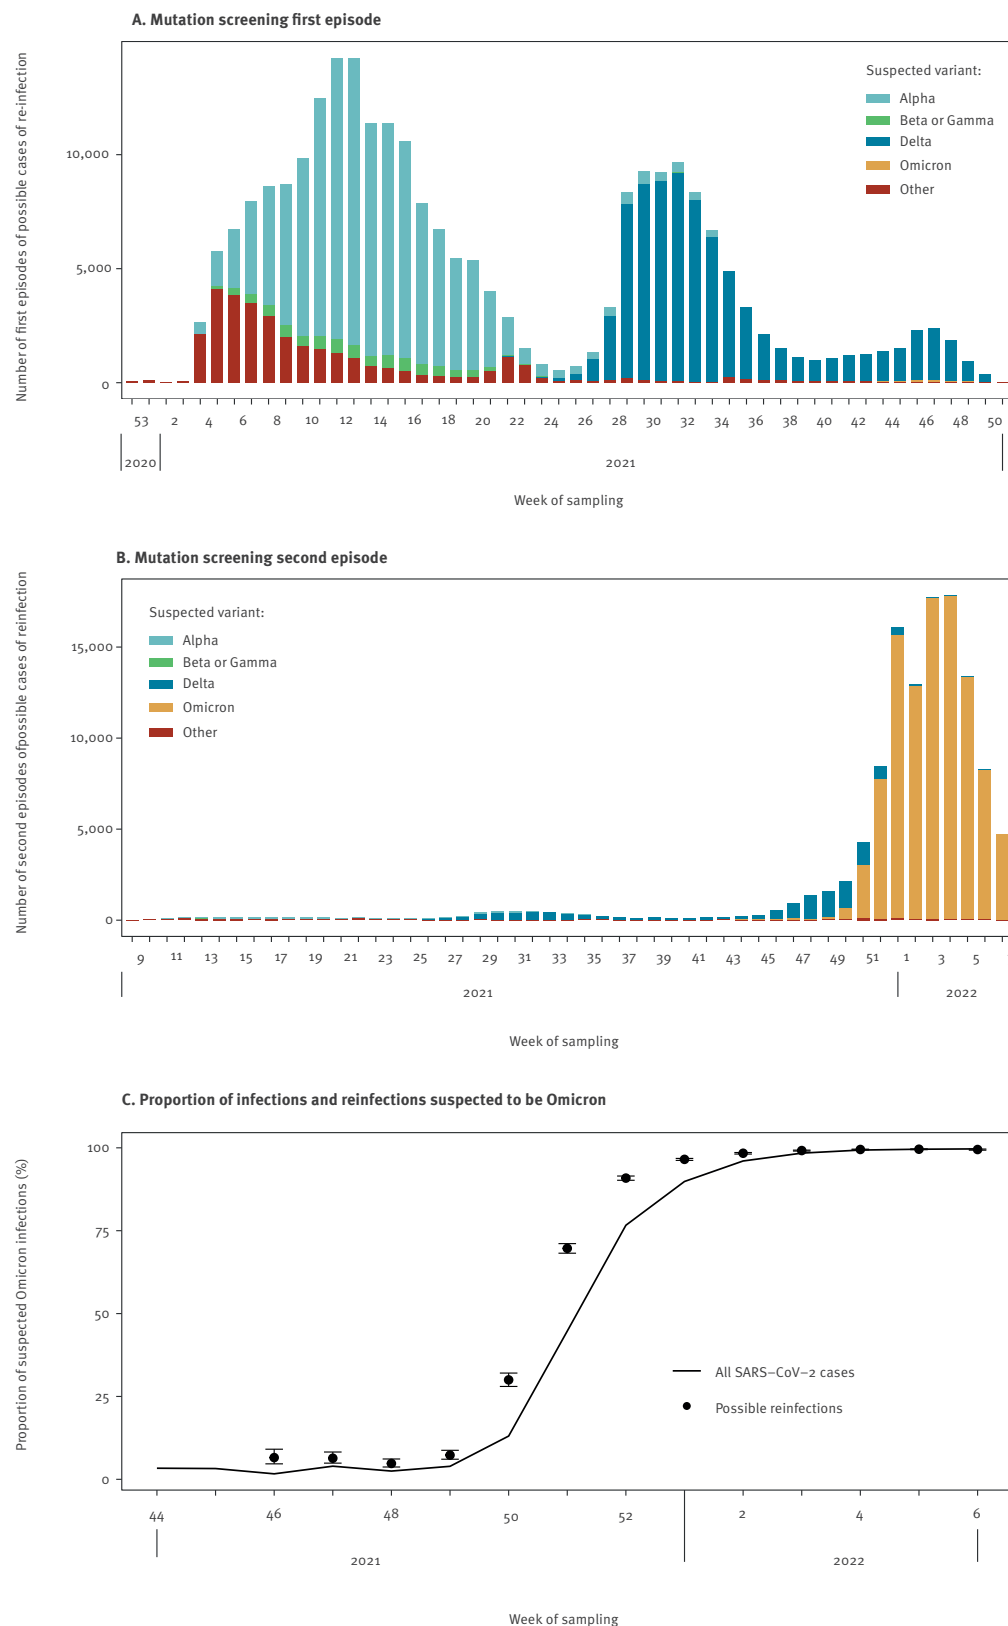 A. Mutation screening first episode
Number of first episodes of possible cases of re-infection
10,000
5,000
0
Suspected variant:
Alpha
Beta or Gamma
Delta
Omicron
Other
53 2 4 6 8 10 12 14 16 18 20 22 24 26 28 30 32 34 36 38 40 42 44 46 48 50
2020 2021
Week of sampling
B. Mutation screening second episode
Number of second episodes ofpossible cases of reinfection
15,000
10,000
5,000
0
Suspected variant:
Alpha
Beta or Gamma
Delta
Omicron
Other
9 11 13 15 17 19 21 23 25 27 29 31 33 35 37 39 41 43 45 47 49 51 1 3 5
2021 2022
Week of sampling
C. Proportion of infections and reinfections suspected to be Omicron
Proportion of suspected Omicron infections (%)
100
75
50
25
0
All SARS–CoV–2 cases
Possible reinfections
44 46 48 50 52 2 4 6
2021 2022
Week of sampling